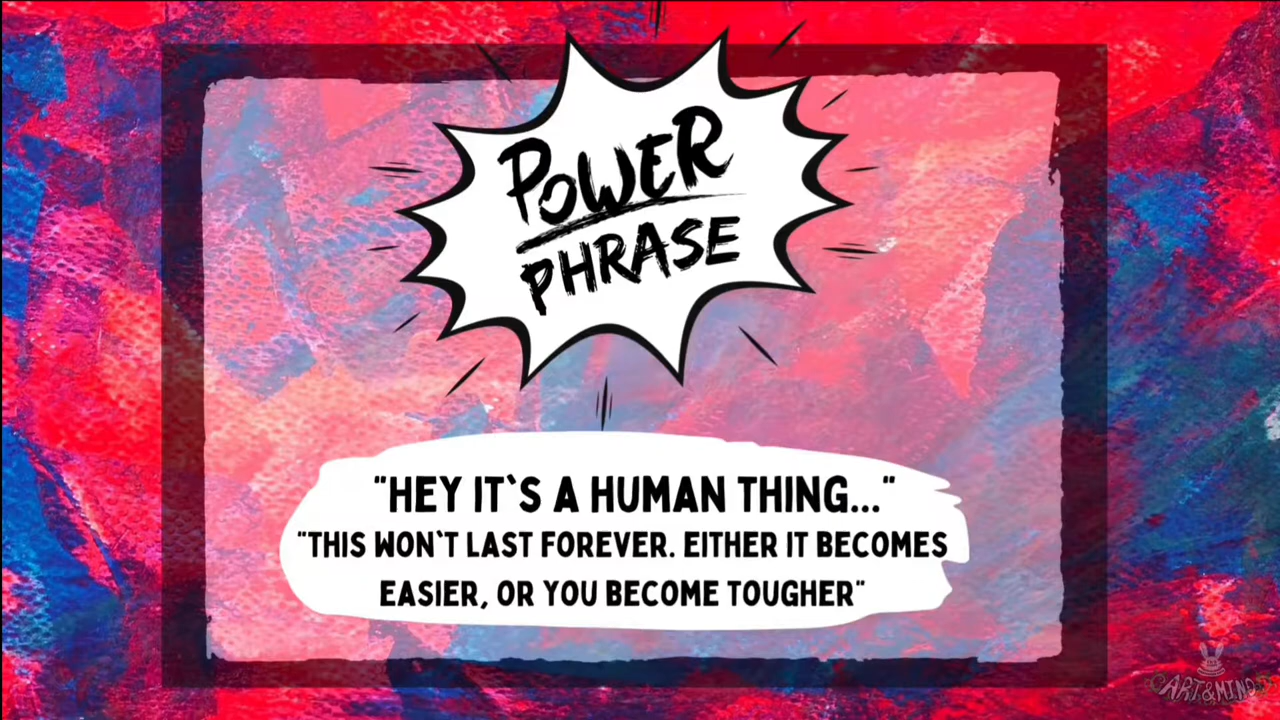 POWER
PHRASE
"HEY IT`S A HUMAN THING..."
"THIS WON`T LAST FOREVER. EITHER IT BECOMES
EASIER, OR YOU BECOME TOUGHER"
ART&MIND